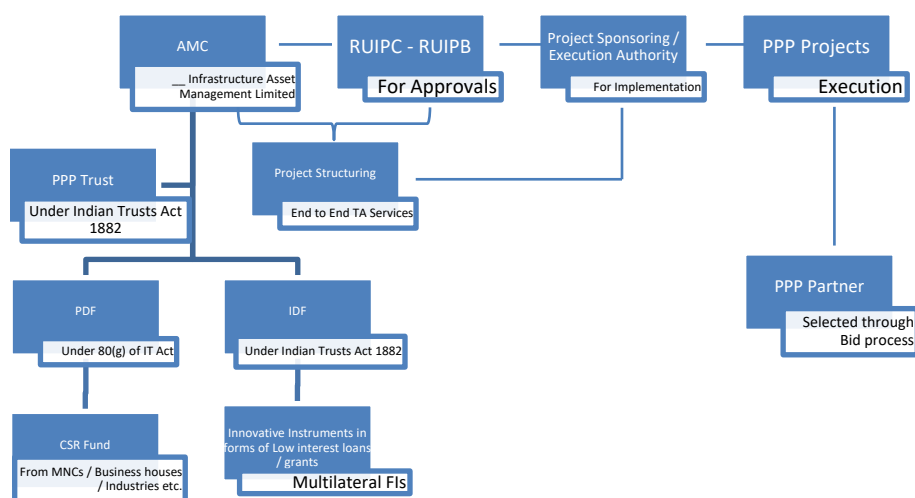 AMC
__ Infrastructure Asset
Management Limited
RUIPC - RUIPB
For Approvals
Project Sponsoring /
Execution Authority
For Implementation
PPP Projects
Execution
Project Structuring
End to End TA Services
PPP Trust
Under Indian Trusts Act
1882
PDF
Under 80(g) of IT Act
IDF
Under Indian Trusts Act 1882
PPP Partner
Selected through
Bid process
CSR Fund
From MNCs / Business houses
/ Industries etc.
Innovative Instruments in
forms of Low interest loans
/ grants
Multilateral FIs